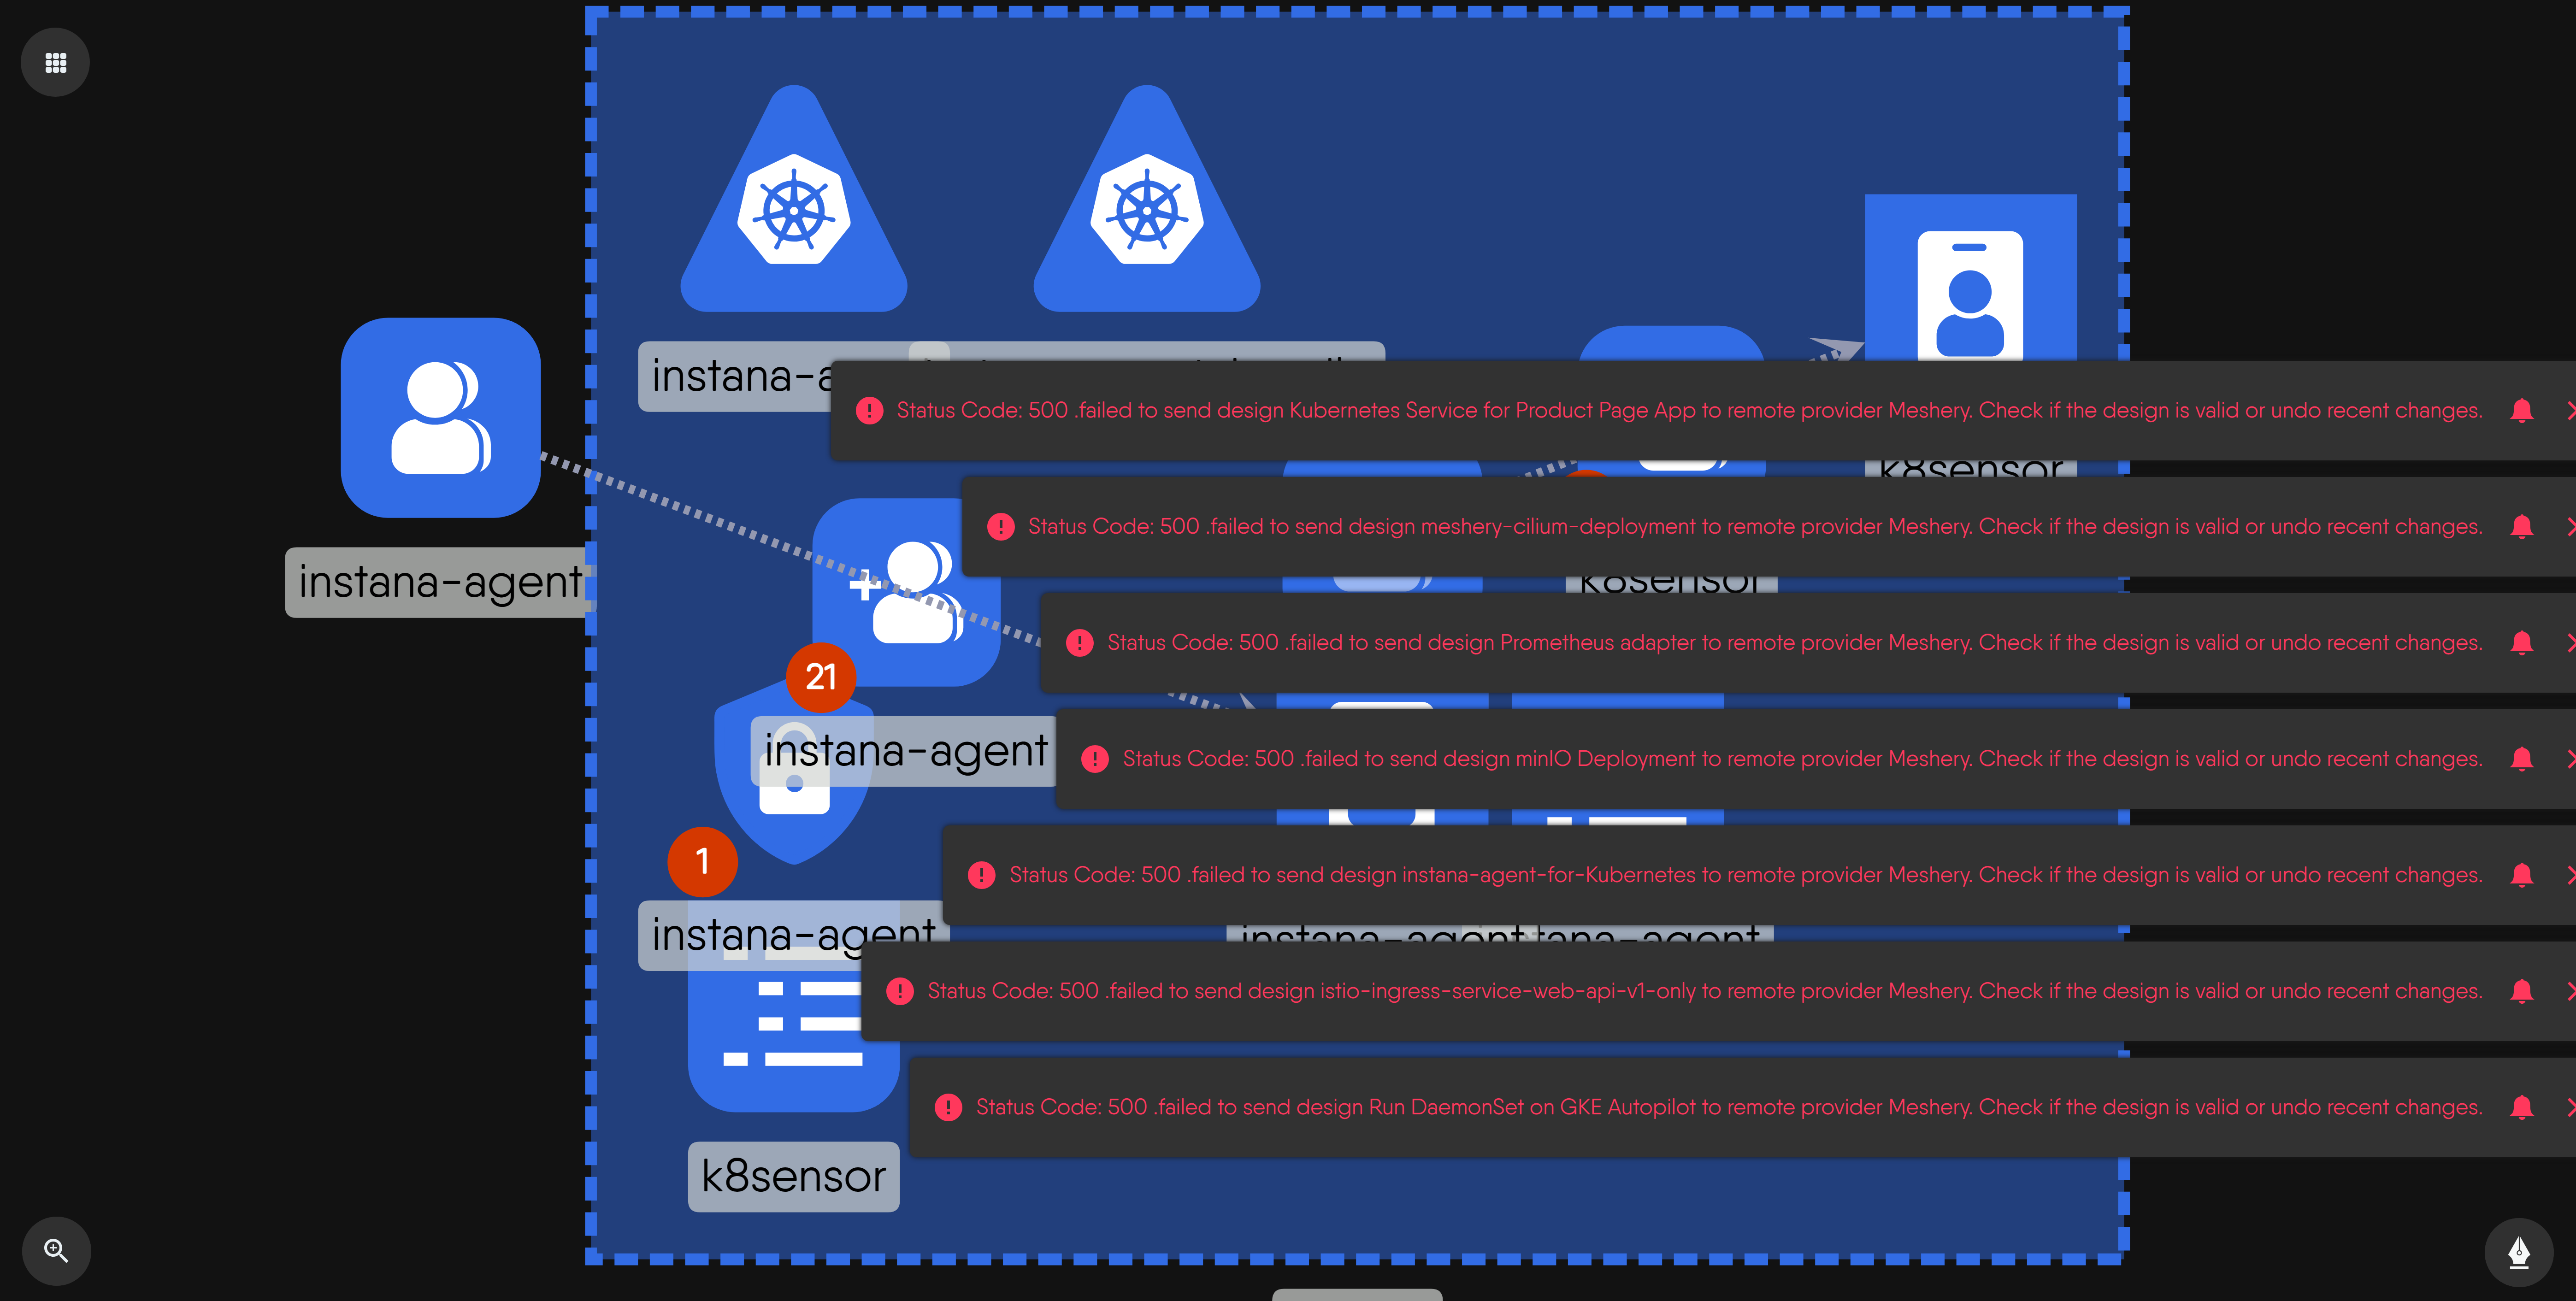 instana-a
Status Code: 500 .failed to send design Kubernetes Service for Product Page App to remote provider Meshery. Check if the design is valid or undo recent changes.
k8sensor
Status Code: 500 .failed to send design meshery-cilium-deployment to remote provider Meshery. Check if the design is valid or undo recent changes.
instana-agent
k8sensor
Status Code: 500 .failed to send design Prometheus adapter to remote provider Meshery. Check if the design is valid or undo recent changes.
21
instana-agent
Status Code: 500 .failed to send design minIO Deployment to remote provider Meshery. Check if the design is valid or undo recent changes.
1
Status Code: 500 .failed to send design instana-agent-for-Kubernetes to remote provider Meshery. Check if the design is valid or undo recent changes.
instana-agent
instana-agent tana-agent
Status Code: 500 .failed to send design istio-ingress-service-web-api-v1-only to remote provider Meshery. Check if the design is valid or undo recent changes.
Status Code: 500 .failed to send design Run DaemonSet on GKE Autopilot to remote provider Meshery. Check if the design is valid or undo recent changes.
k8sensor